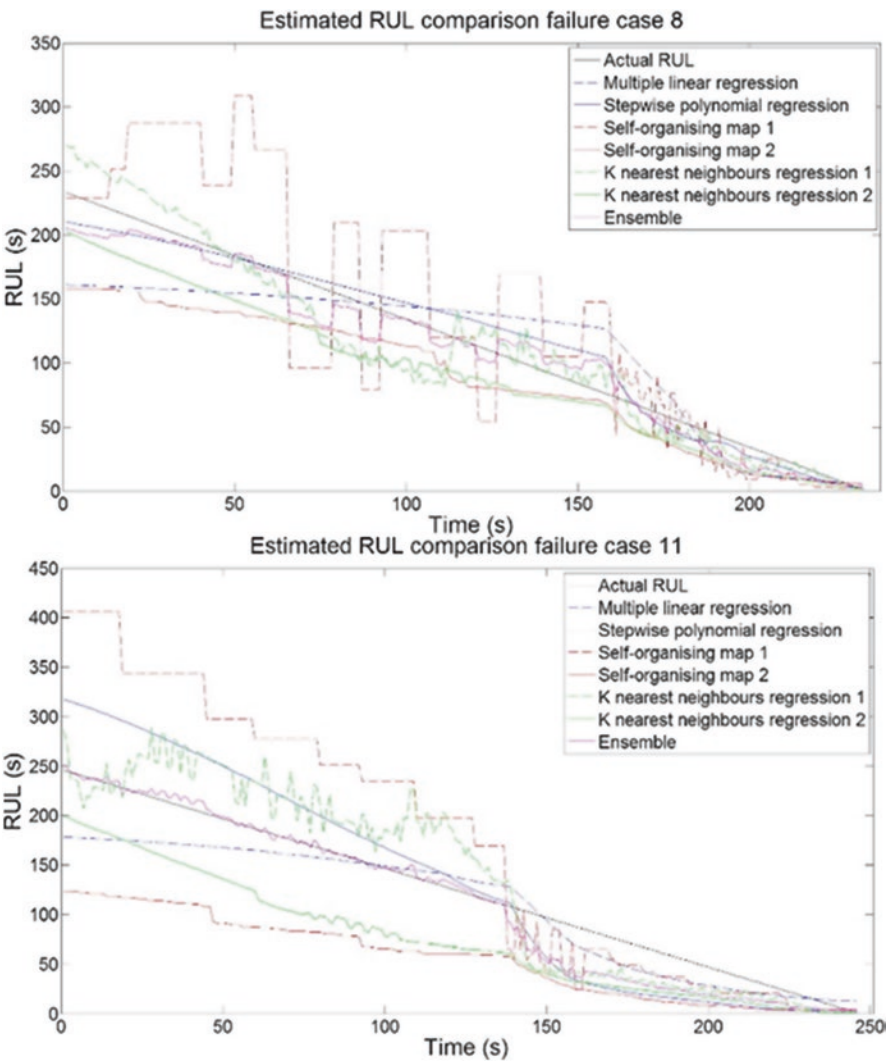 Estimated RUL comparison failure case 8
350
300
250
200
150
100
50
0
RUL (s)
Actual RUL
Multiple linear regression
Stepwise polynomial regression
Self-organising map 1
Self-organising map 2
K nearest neighbours regression 1
K nearest neighbours regression 2
Ensemble
0 50 100 150 200
Time (s)
Estimated RUL comparison failure case 11
450
400
350
300
250
200
150
100
50
0
RUL (s)
Actual RUL
Multiple linear regression
Stepwise polynomial regression
Self-organising map 1
Self-organising map 2
K nearest neighbours regression 1
K nearest neighbours regression 2
Ensemble
0 50 100 150 200 250
Time (s)